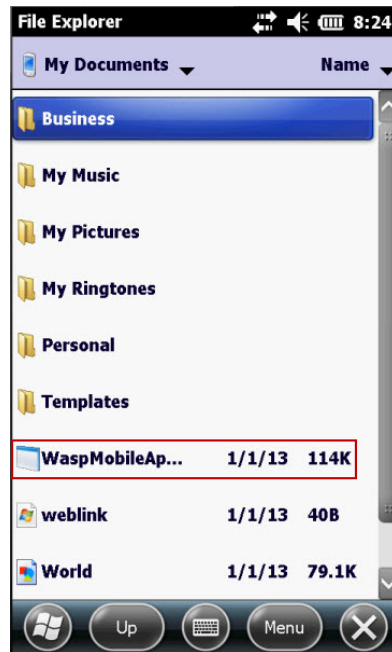 File Explorer 8:24
My Documents Name
Business
My Music
My Pictures
My Ringtones
Personal
Templates
WaspMobileAp... 1/1/13 114K
weblink 1/1/13 40B
World 1/1/13 79.1K
Up Menu